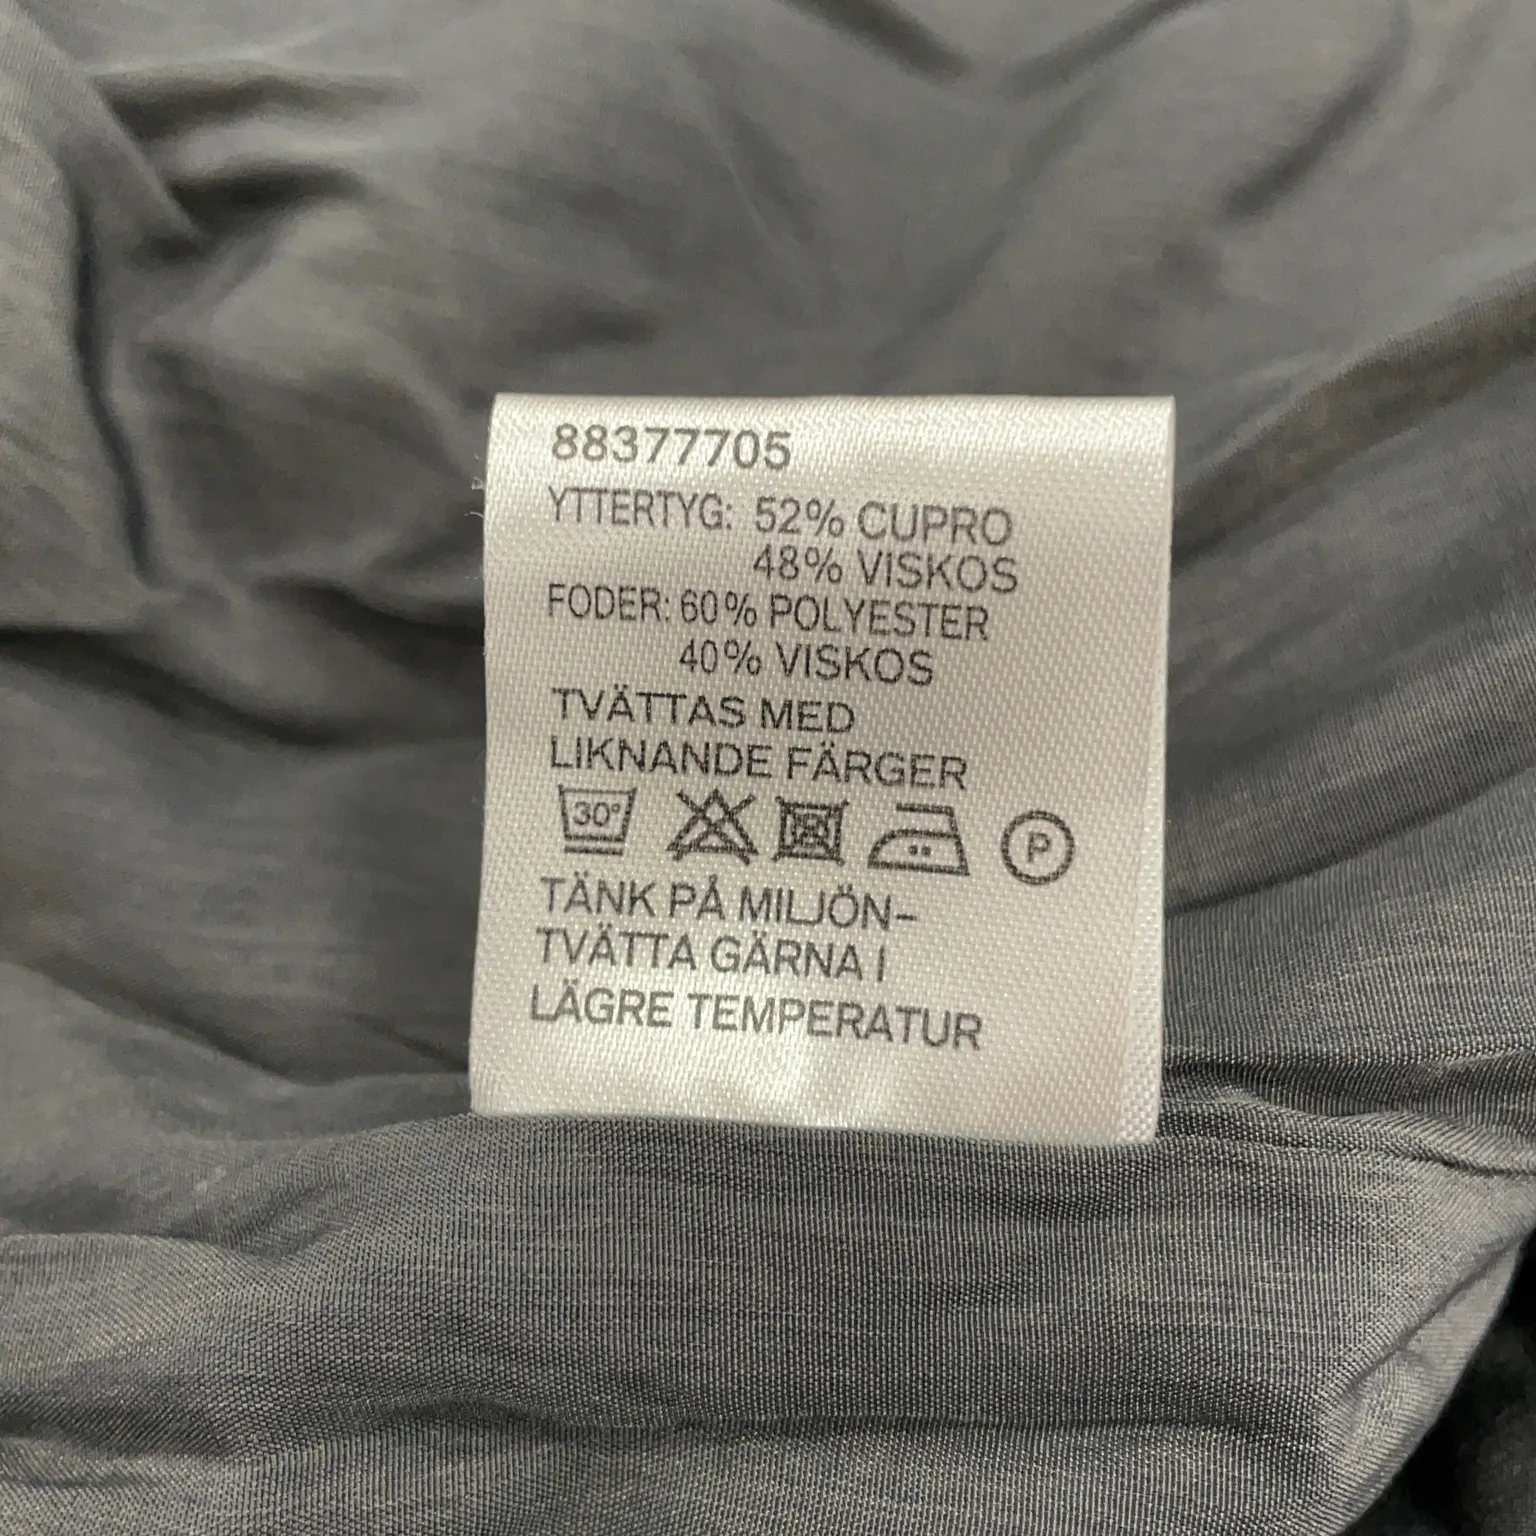 88377705
YTTERTYG: 52% CUPRO
48% VISKOS
FODER: 60% POLYESTER
40% VISKOS
TVÄTTAS MED
LIKNANDE FÄRGER
30°
P
TÄNK PÅ MILJÖN-
TVÄTTA GÄRNA I
LÄGRE TEMPERATUR